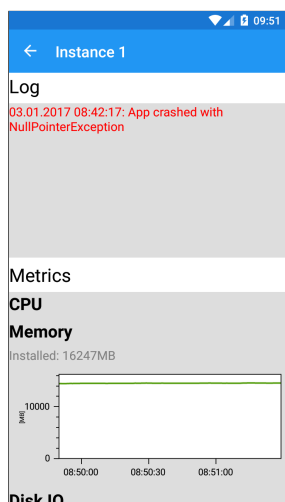 09:51
Instance 1
Log
03.01.2017 08:42:17: App crashed with
NullPointerException
Metrics
CPU
Memory
Installed: 16247MB
10000
[MB]
0
08:50:00 08:50:30 08:51:00
Disk IO